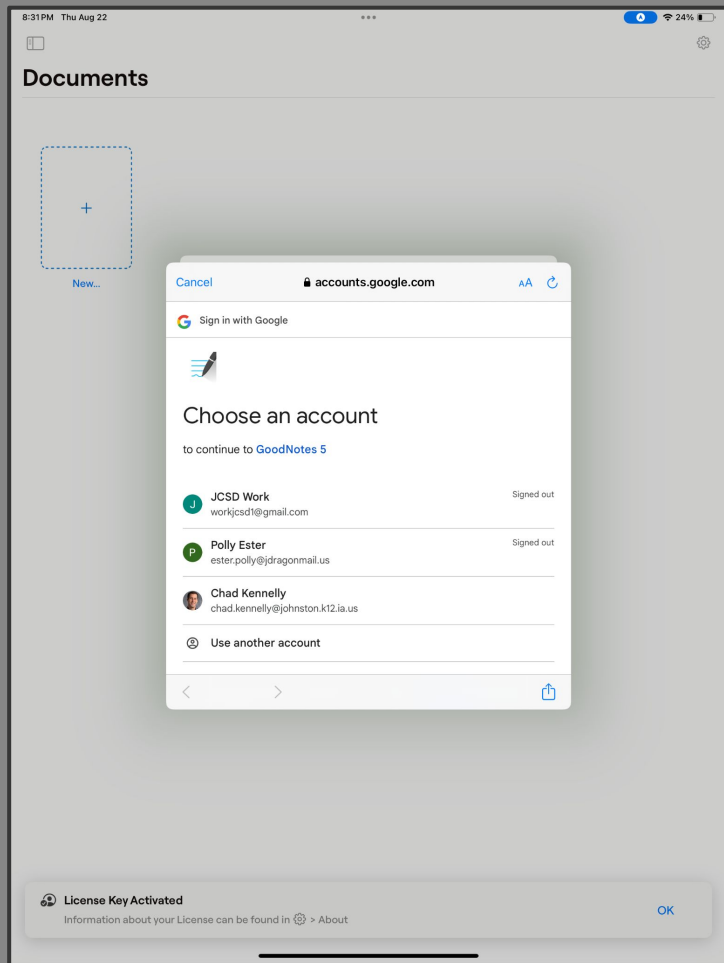 8:31 PM Thu Aug 22
24%
Documents
+
New...
Cancel
accounts.google.com
AA
G Sign in with Google
Choose an account
to continue to GoodNotes 5
J JCSD Work Signed out
workjcsd1@gmail.com
P Polly Ester Signed out
ester.polly@jdragonmail.us
Chad Kennelly
chad.kennelly@johnston.k12.ia.us
Use another account
License Key Activated
Information about your License can be found in > About
OK